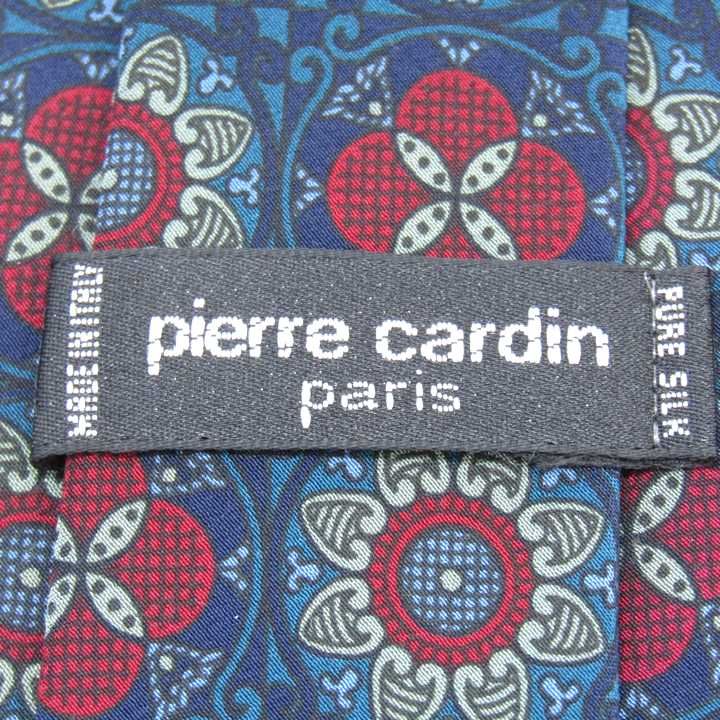 MADE IN ITALY
pierre cardin
paris
PURE SILK